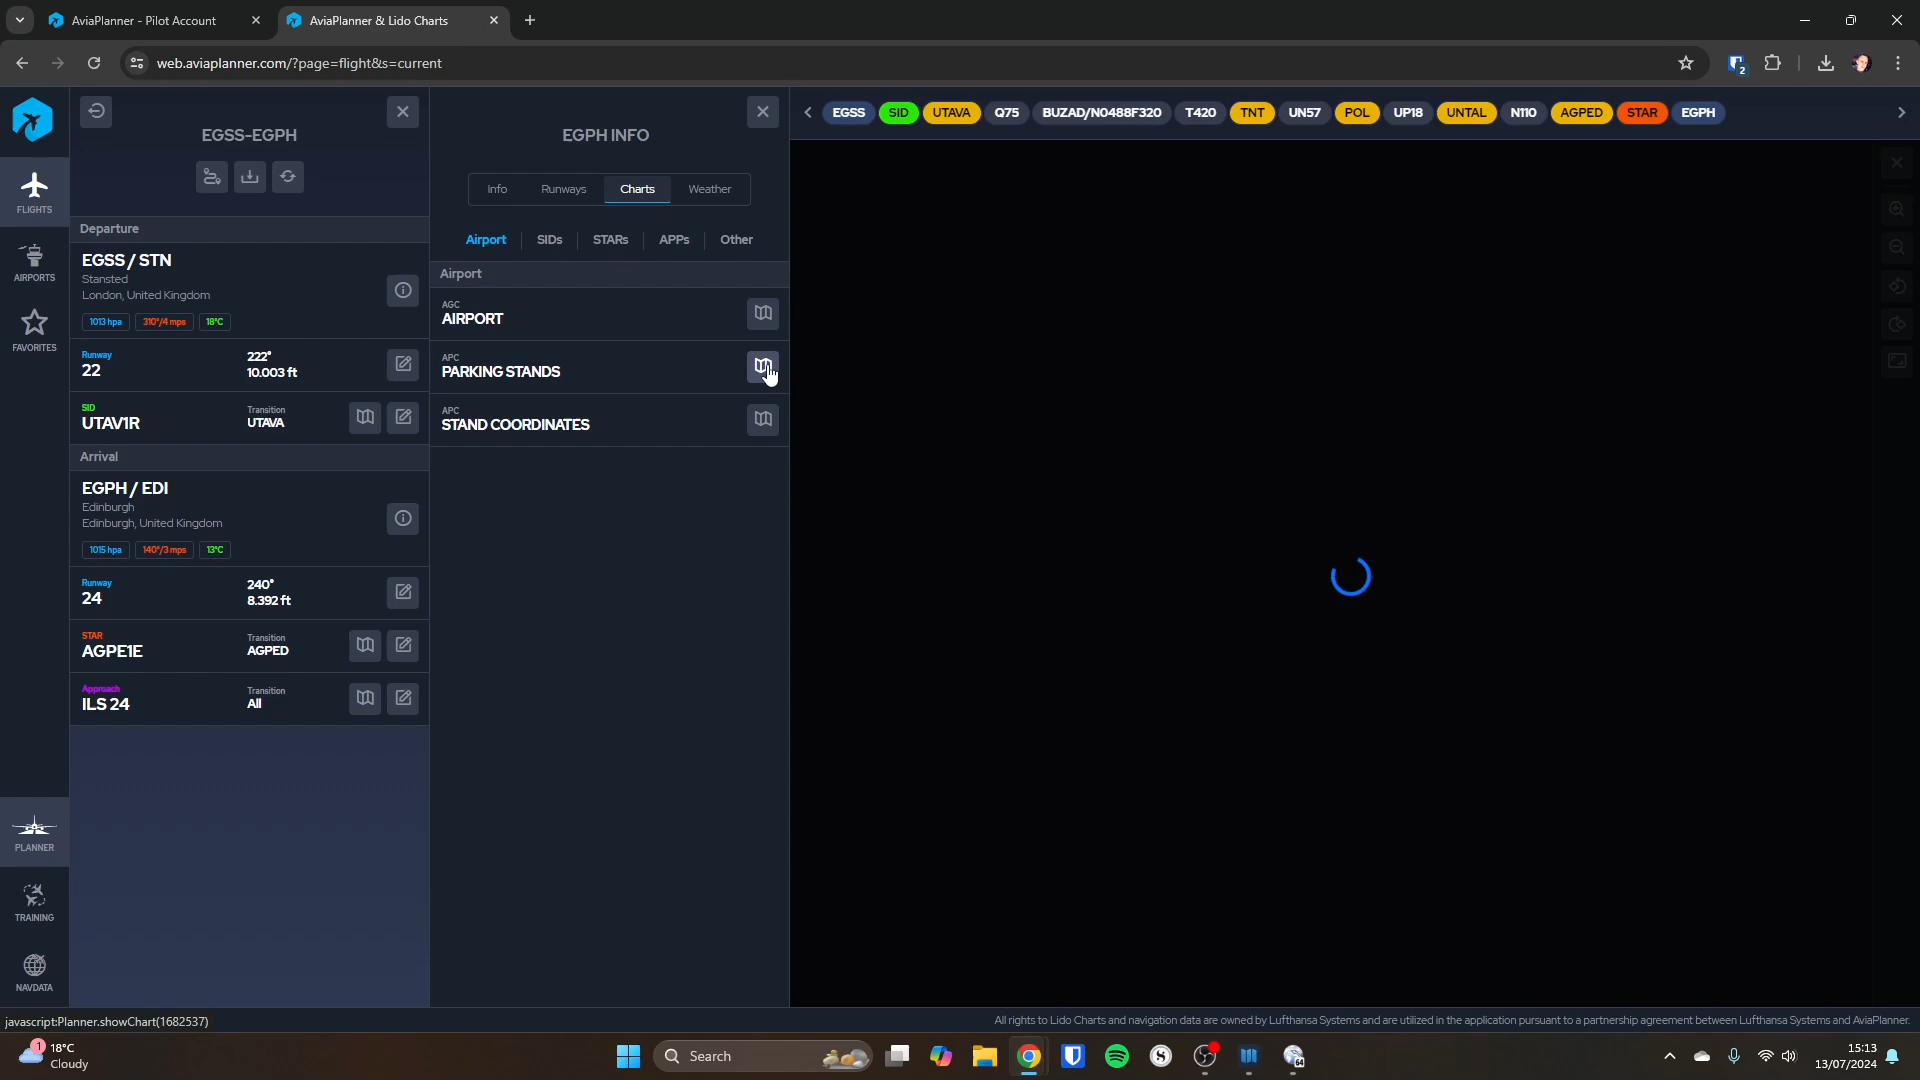 AviaPlanner - Pilot Account
AviaPlanner & Lido Charts
web.aviaplanner.com/?page=flight&s=current
2
EGSS SID UTAVA Q75 BUZAD/N0488F320 T420 TNT UN57 POL UP18 UNTAL N110 AGPED STAR EGPH
FLIGHTS
AIRPORTS
FAVORITES
PLANNER
TRAINING
NAVDATA
EGSS-EGPH
Departure
EGSS / STN
Stansted
London, United Kingdom
1013 hpa 310°/4 mps 18°C
Runway
22
222°
10.003 ft
SID
UTAV1R
Transition
UTAVA
Arrival
EGPH / EDI
Edinburgh
Edinburgh, United Kingdom
1015 hpa 140°/3 mps 13°C
Runway
24
240°
8.392 ft
STAR
AGPE1E
Transition
AGPED
Approach
ILS 24
Transition
All
EGPH INFO
Info Runways Charts Weather
Airport SIDs STARs APPs Other
Airport
AGC
AIRPORT
APC
PARKING STANDS
APC
STAND COORDINATES
javascript:Planner.showChart(1682537)
All rights to Lido Charts and navigation data are owned by Lufthansa Systems and are utilized in the application pursuant to a partnership agreement between Lufthansa Systems and AviaPlanner.
1
18°C
Cloudy
Search
64
15:13
13/07/2024